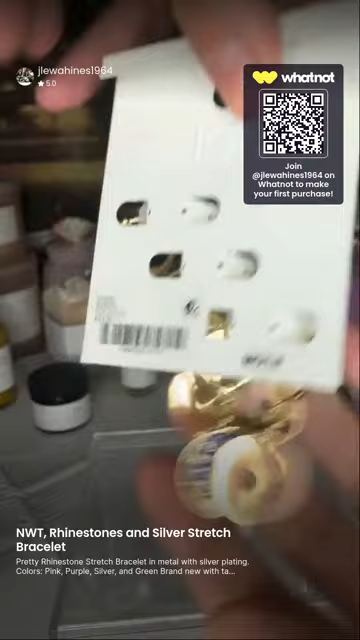 jlewahines1964
5.0
whatnot
Join
@jlewahines1964 on
Whatnot to make
your first purchase!
NWT, Rhinestones and Silver Stretch
Bracelet
Pretty Rhinestone Stretch Bracelet in metal with silver plating.
Colors: Pink, Purple, Silver, and Green Brand new with ta...